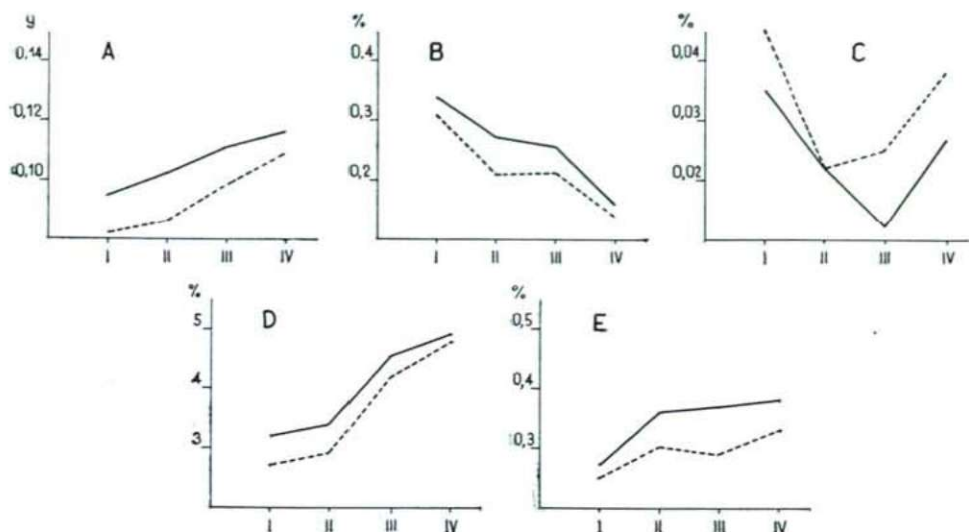 y
A
0,14
0,12
0,10
I II III IV
%
B
0,4
0,3
0,2
I II III IV
%
C
0,04
0,03
0,02
I II III IV
%
D
5
4
3
I II III IV
%
E
0,5
0,4
0,3
I II III IV